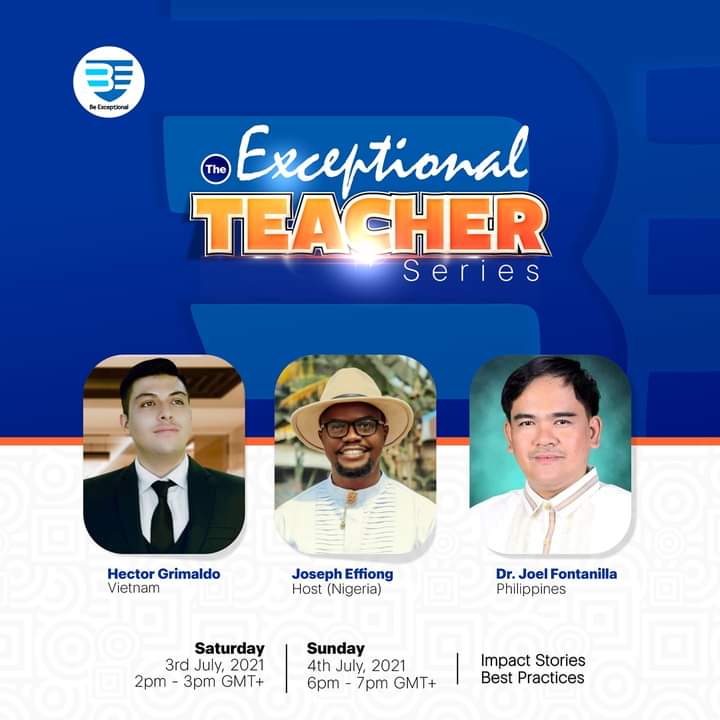 BE
Be Exceptional
The Exceptional
TEACHER
Series
Hector Grimaldo
Vietnam
Joseph Effiong
Host (Nigeria)
Dr. Joel Fontanilla
Philippines
Saturday
3rd July, 2021
2pm - 3pm GMT+
Sunday
4th July, 2021
6pm - 7pm GMT+
Impact Stories
Best Practices